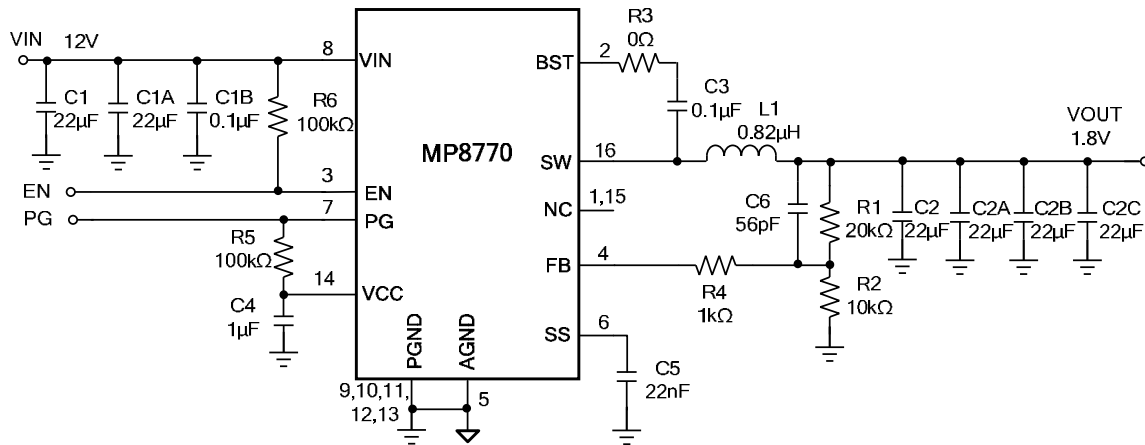 VIN 12V
C1
22µF
C1A
22µF
C1B
0.1µF
R6
100kΩ
8
VIN
EN
3
EN
PG
7
PG
R5
100kΩ
14
VCC
C4
1µF
MP8770
PGND
AGND
9,10,11,
12,13
5
BST
2
R3
0Ω
C3
0.1µF
L1
0.82µH
SW
16
NC
1,15
C6
56pF
R1
20kΩ
FB
4
R4
1kΩ
R2
10kΩ
SS
6
C5
22nF
C2
22µF
C2A
22µF
C2B
22µF
C2C
22µF
VOUT
1.8V